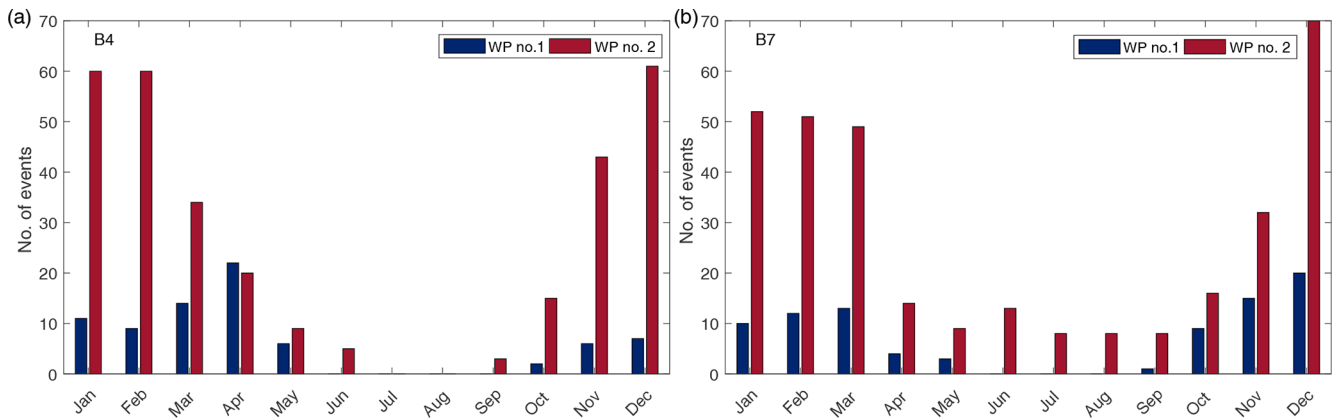 (a)
B4
WP no.1 WP no. 2
No. of events
70
60
50
40
30
20
10
0
Jan Feb Mar Apr May Jun Jul Aug Sep Oct Nov Dec
(b)
B7
WP no.1 WP no. 2
No. of events
70
60
50
40
30
20
10
0
Jan Feb Mar Apr May Jun Jul Aug Sep Oct Nov Dec